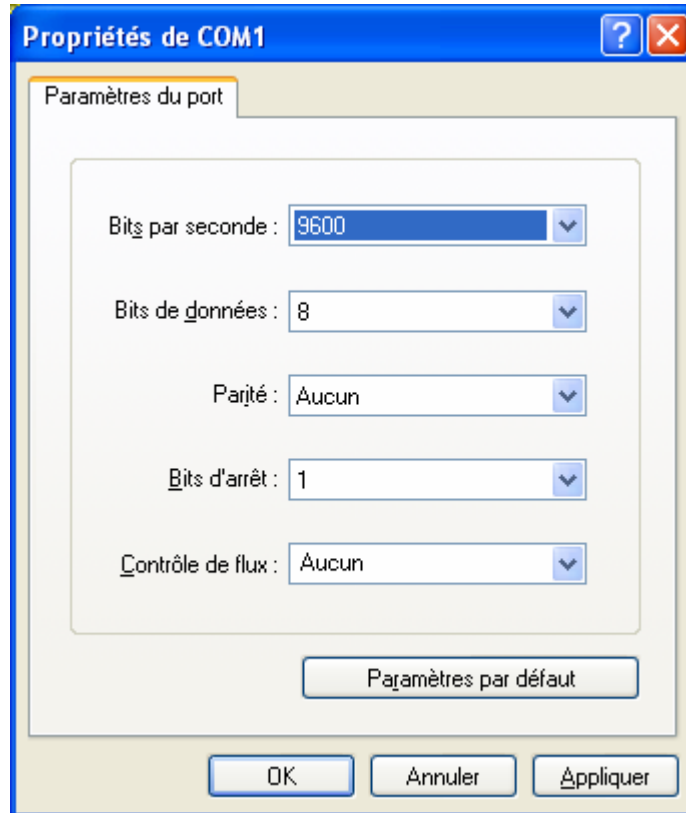 Propriétés de COM1
Paramètres du port
Bits par seconde : 9600
Bits de données : 8
Parité : Aucun
Bits d'arrêt : 1
Contrôle de flux : Aucun
Paramètres par défaut
OK Annuler Appliquer